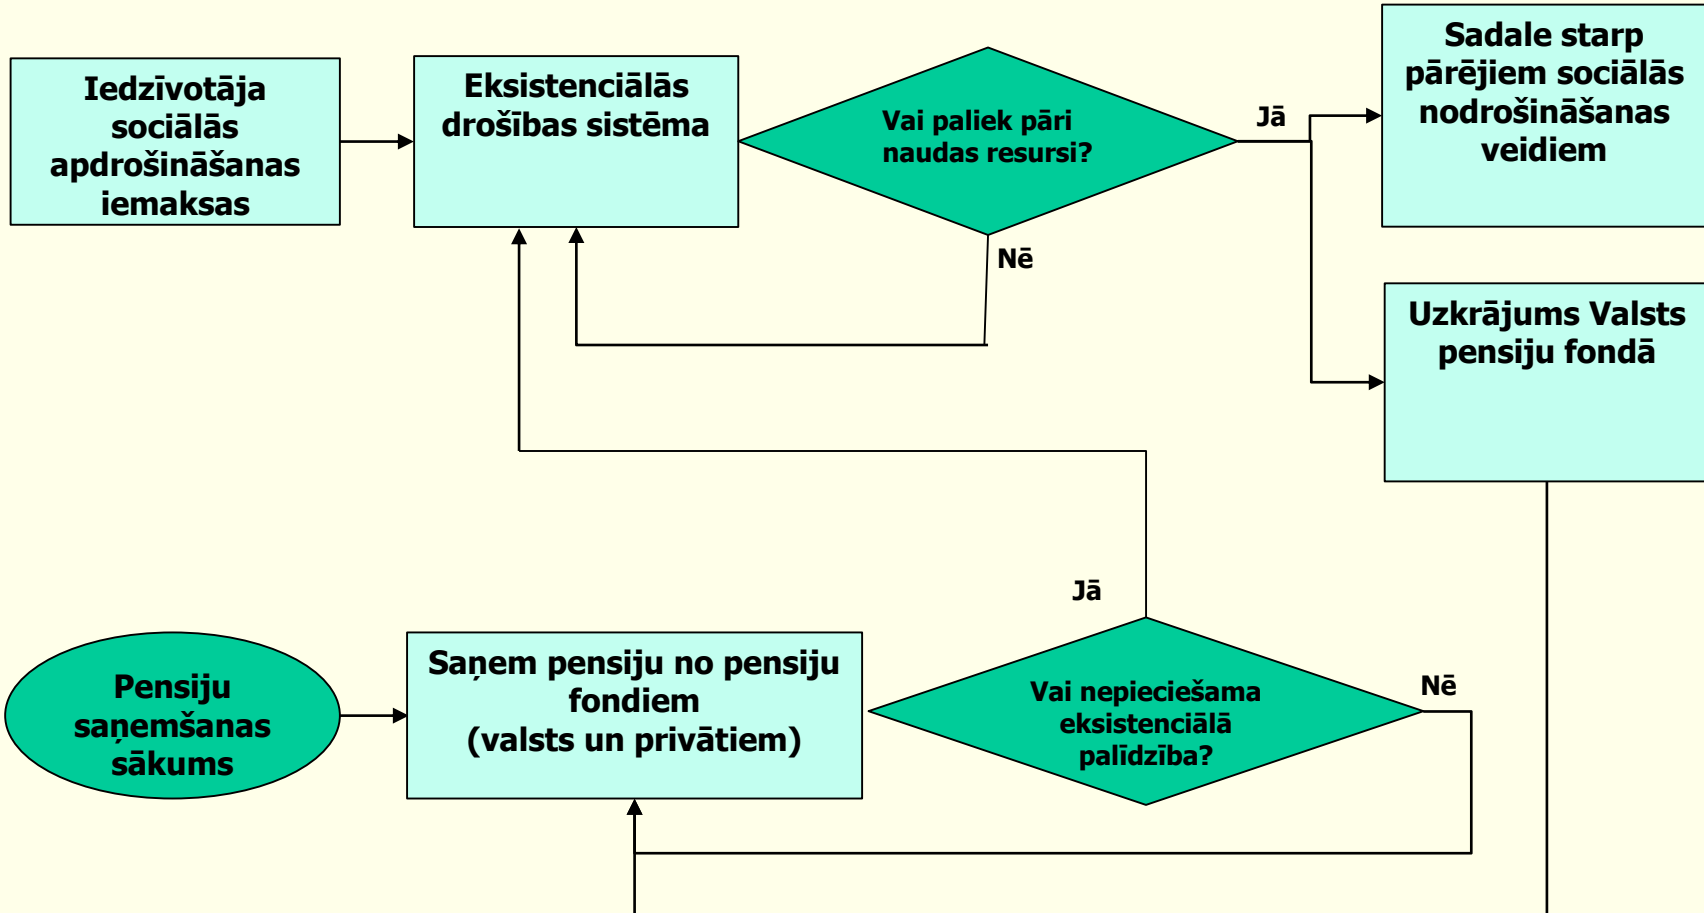 Iedzīvotāja
sociālās
apdrošināšanas
iemaksas
Eksistenciālās
drošības sistēma
Vai paliek pāri
naudas resursi?
Jā
Nē
Sadale starp
pārējiem sociālās
nodrošināšanas
veidiem
Uzkrājums Valsts
pensiju fondā
Pensiju
saņemšanas
sākums
Saņem pensiju no pensiju
fondiem
(valsts un privātiem)
Jā
Vai nepieciešama
eksistenciālā
palīdzība?
Nē